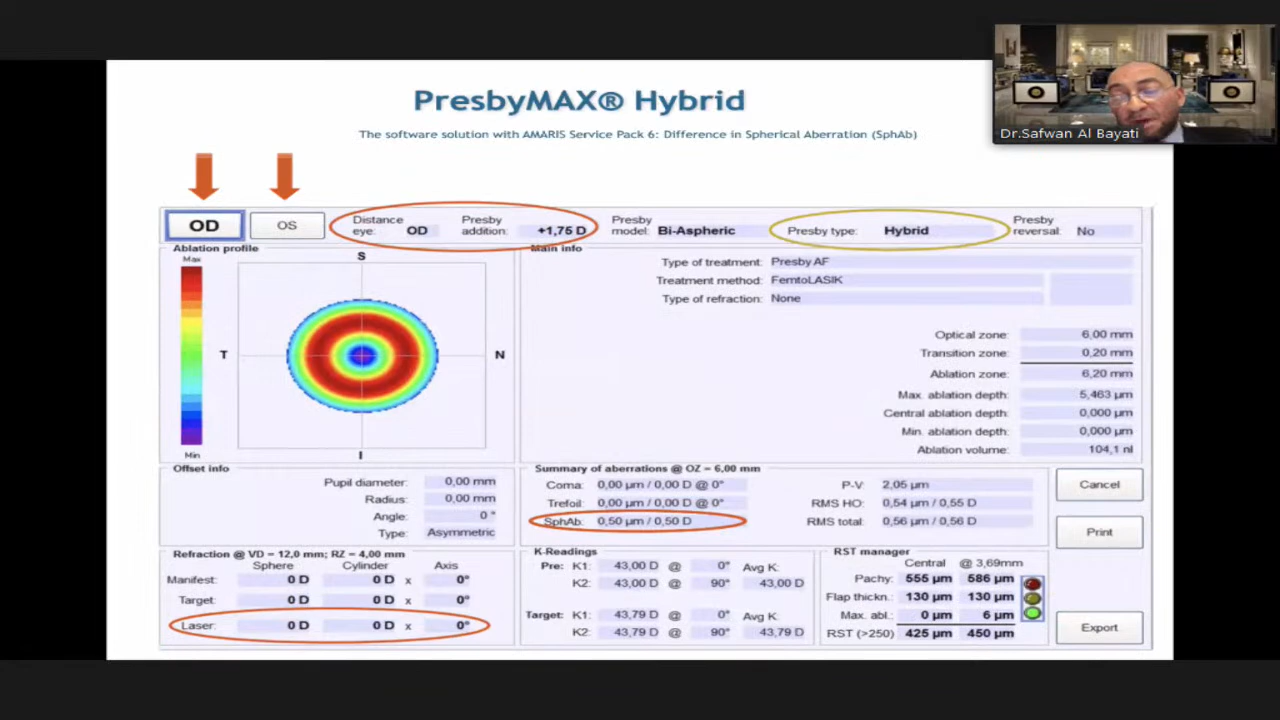 PresbyMAX® Hybrid
The software solution with AMARIS Service Pack 6: Difference in Spherical Aberration (SphAb)
Dr.Safwan Al Bayati
OD OS Distance eye: OD Presby addition: +1,75 D Presby model: Bi-Aspheric Presby type: Hybrid Presby reversal: No
Ablation profile
Max
Min
S
T
N
I
Main info
Type of treatment: Presby AF
Treatment method: FemtoLASIK
Type of refraction: None
Optical zone: 6,00 mm
Transition zone: 0,20 mm
Ablation zone: 6,20 mm
Max. ablation depth: 5,463 µm
Central ablation depth: 0,000 µm
Min. ablation depth: 0,000 µm
Ablation volume: 104,1 nl
Offset info
Pupil diameter: 0,00 mm
Radius: 0,00 mm
Angle: 0 °
Type: Asymmetric
Summary of aberrations @ OZ = 6,00 mm
Coma: 0,00 µm / 0,00 D @ 0° P-V: 2,05 µm
Trefoil: 0,00 µm / 0,00 D @ 0° RMS HO: 0,54 µm / 0,55 D
SphAb: 0,50 µm / 0,50 D RMS total: 0,56 µm / 0,56 D
Cancel
Print
Export
Refraction @ VD = 12,0 mm; RZ = 4,00 mm
Sphere Cylinder Axis
Manifest: 0 D 0 D x 0°
Target: 0 D 0 D x 0°
Laser: 0 D 0 D x 0°
K-Readings
Pre: K1: 43,00 D @ 0° Avg K:
K2: 43,00 D @ 90° 43,00 D
Target: K1: 43,79 D @ 0° Avg K:
K2: 43,79 D @ 90° 43,79 D
RST manager
Central @ 3,69mm
Pachy: 555 µm 586 µm
Flap thickn.: 130 µm 130 µm
Max. abl.: 0 µm 6 µm
RST (>250) 425 µm 450 µm